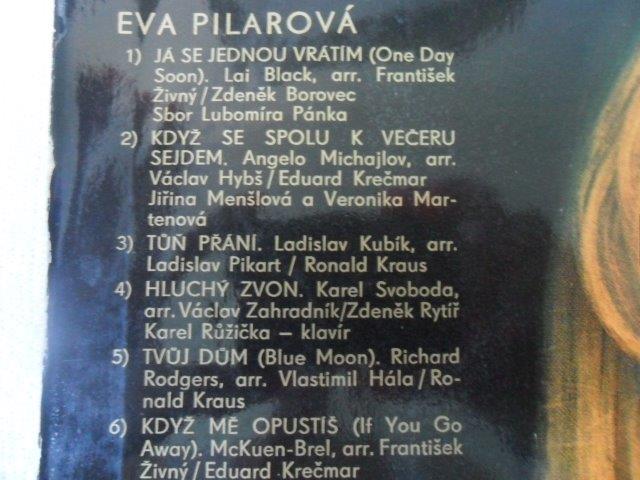 EVA PILAROVÁ
1) JÁ SE JEDNOU VRÁTÍM (One Day
Soon). Lai Black, arr. František
Živný/Zdeněk Borovec
Sbor Lubomíra Pánka
2) KDYŽ SE SPOLU K VEČERU
SEJDEM. Angelo Michajlov, arr.
Václav Hybš/Eduard Krečmar
Jiřina Menšlová a Veronika Mar-
tenová
3) TŮŇ PŘÁNÍ. Ladislav Kubík, arr.
Ladislav Pikart / Ronald Kraus
4) HLUCHÝ ZVON. Karel Svoboda,
arr. Václav Zahradník/Zdeněk Rytíř
Karel Růžička – klavír
5) TVŮJ DŮM (Blue Moon). Richard
Rodgers, arr. Vlastimil Hála/Ro-
nald Kraus
6) KDYŽ MĚ OPUSTÍŠ (If You Go
Away). McKuen-Brel, arr. František
Živný/Eduard Krečmar